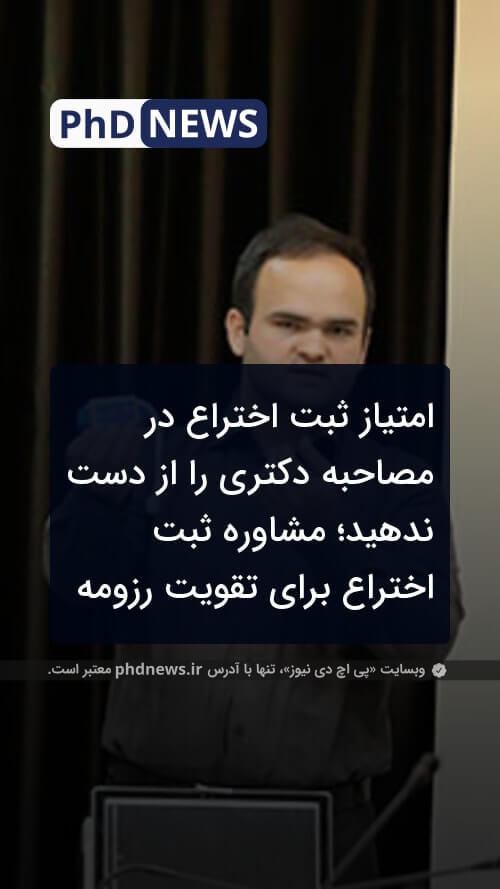 PhD NEWS
امتیاز ثبت اختراع در
مصاحبه دکتری را از دست
ندهید؛ مشاوره ثبت
اختراع برای تقویت رزومه
وبسایت «پی اچ دی نیوز»، تنها با آدرس phdnews.ir معتبر است.